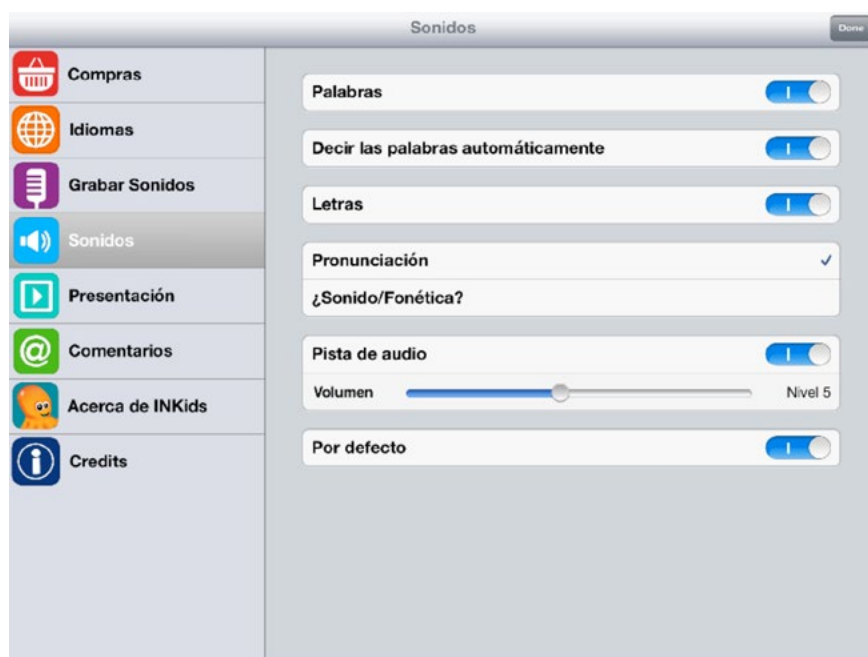 Sonidos
Done
Compras
Idiomas
Grabar Sonidos
Sonidos
Presentación
Comentarios
Acerca de INKids
Credits
Palabras
Decir las palabras automáticamente
Letras
Pronunciación
¿Sonido/Fonética?
Pista de audio
Volumen Nivel 5
Por defecto